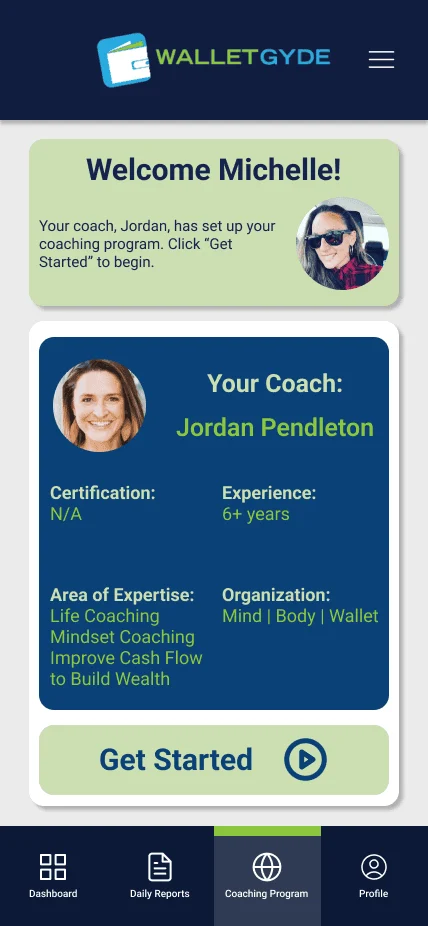 WALLETGYDE
Welcome Michelle!
Your coach, Jordan, has set up your
coaching program. Click “Get
Started” to begin.
Your Coach:
Jordan Pendleton
Certification:
N/A
Experience:
6+ years
Area of Expertise:
Life Coaching
Mindset Coaching
Improve Cash Flow
to Build Wealth
Organization:
Mind | Body | Wallet
Get Started
Dashboard
Daily Reports
Coaching Program
Profile